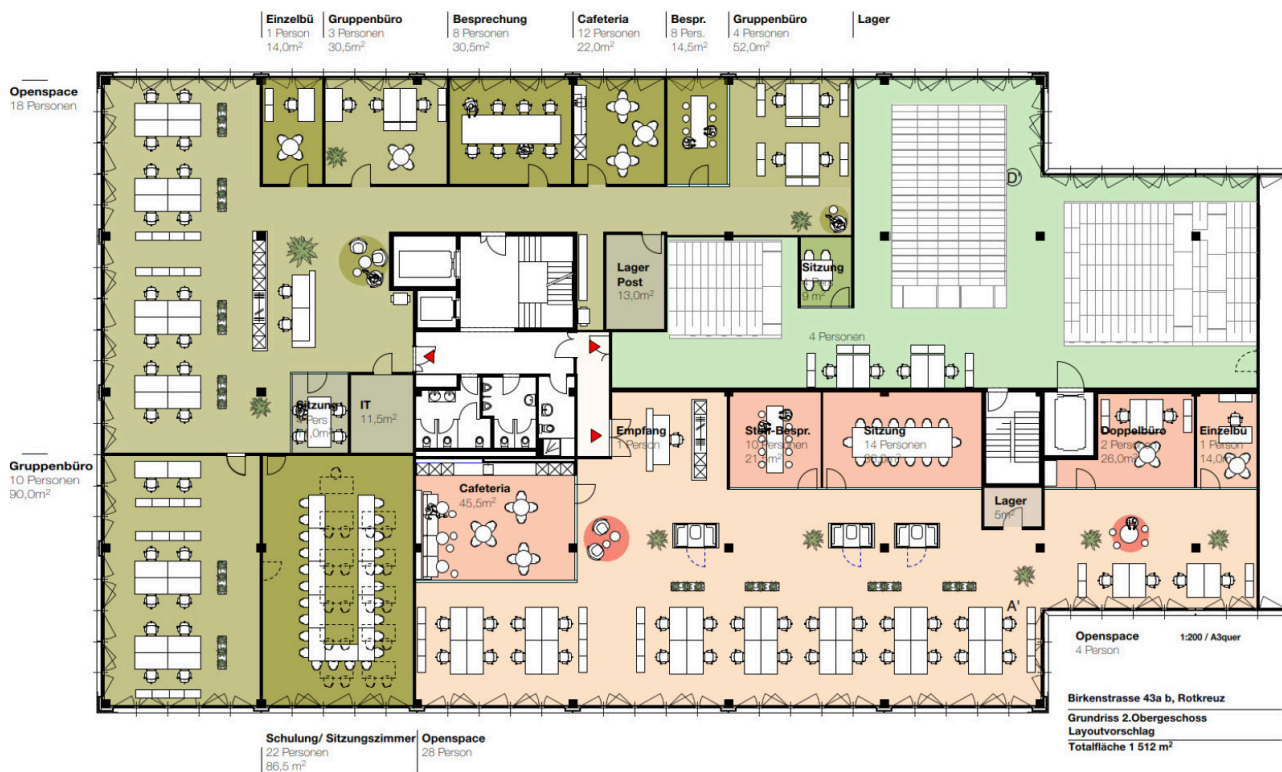 Einzelbü
1 Person
14,0m²
Gruppenbüro
3 Personen
30,5m²
Besprechung
8 Personen
30,5m²
Cafeteria
12 Personen
22,0m²
Bespr.
8 Pers.
14,5m²
Gruppenbüro
4 Personen
52,0m²
Lager
Openspace
18 Personen
D
Lager
Post
13,0m²
Sitzung
9 m²
4 Personen
Sitzung
4 Pers
IT
11,5m²
Empfang
1 Person
10 Personen
Sitzung
14 Personen
Doppelbüro
2 Personen
26,0m²
Einzelbü
1 Person
14,0m²
Gruppenbüro
10 Personen
90,0m²
Cafeteria
45,5m²
Lager
5m²
A'
Openspace
4 Person
1:200 / A3quer
Birkenstrasse 43a b, Rotkreuz
Grundriss 2.Obergeschoss
Layoutvorschlag
Totalfläche 1 512 m²
Schulung/ Sitzungszimmer
22 Personen
86,5 m²
Openspace
28 Person